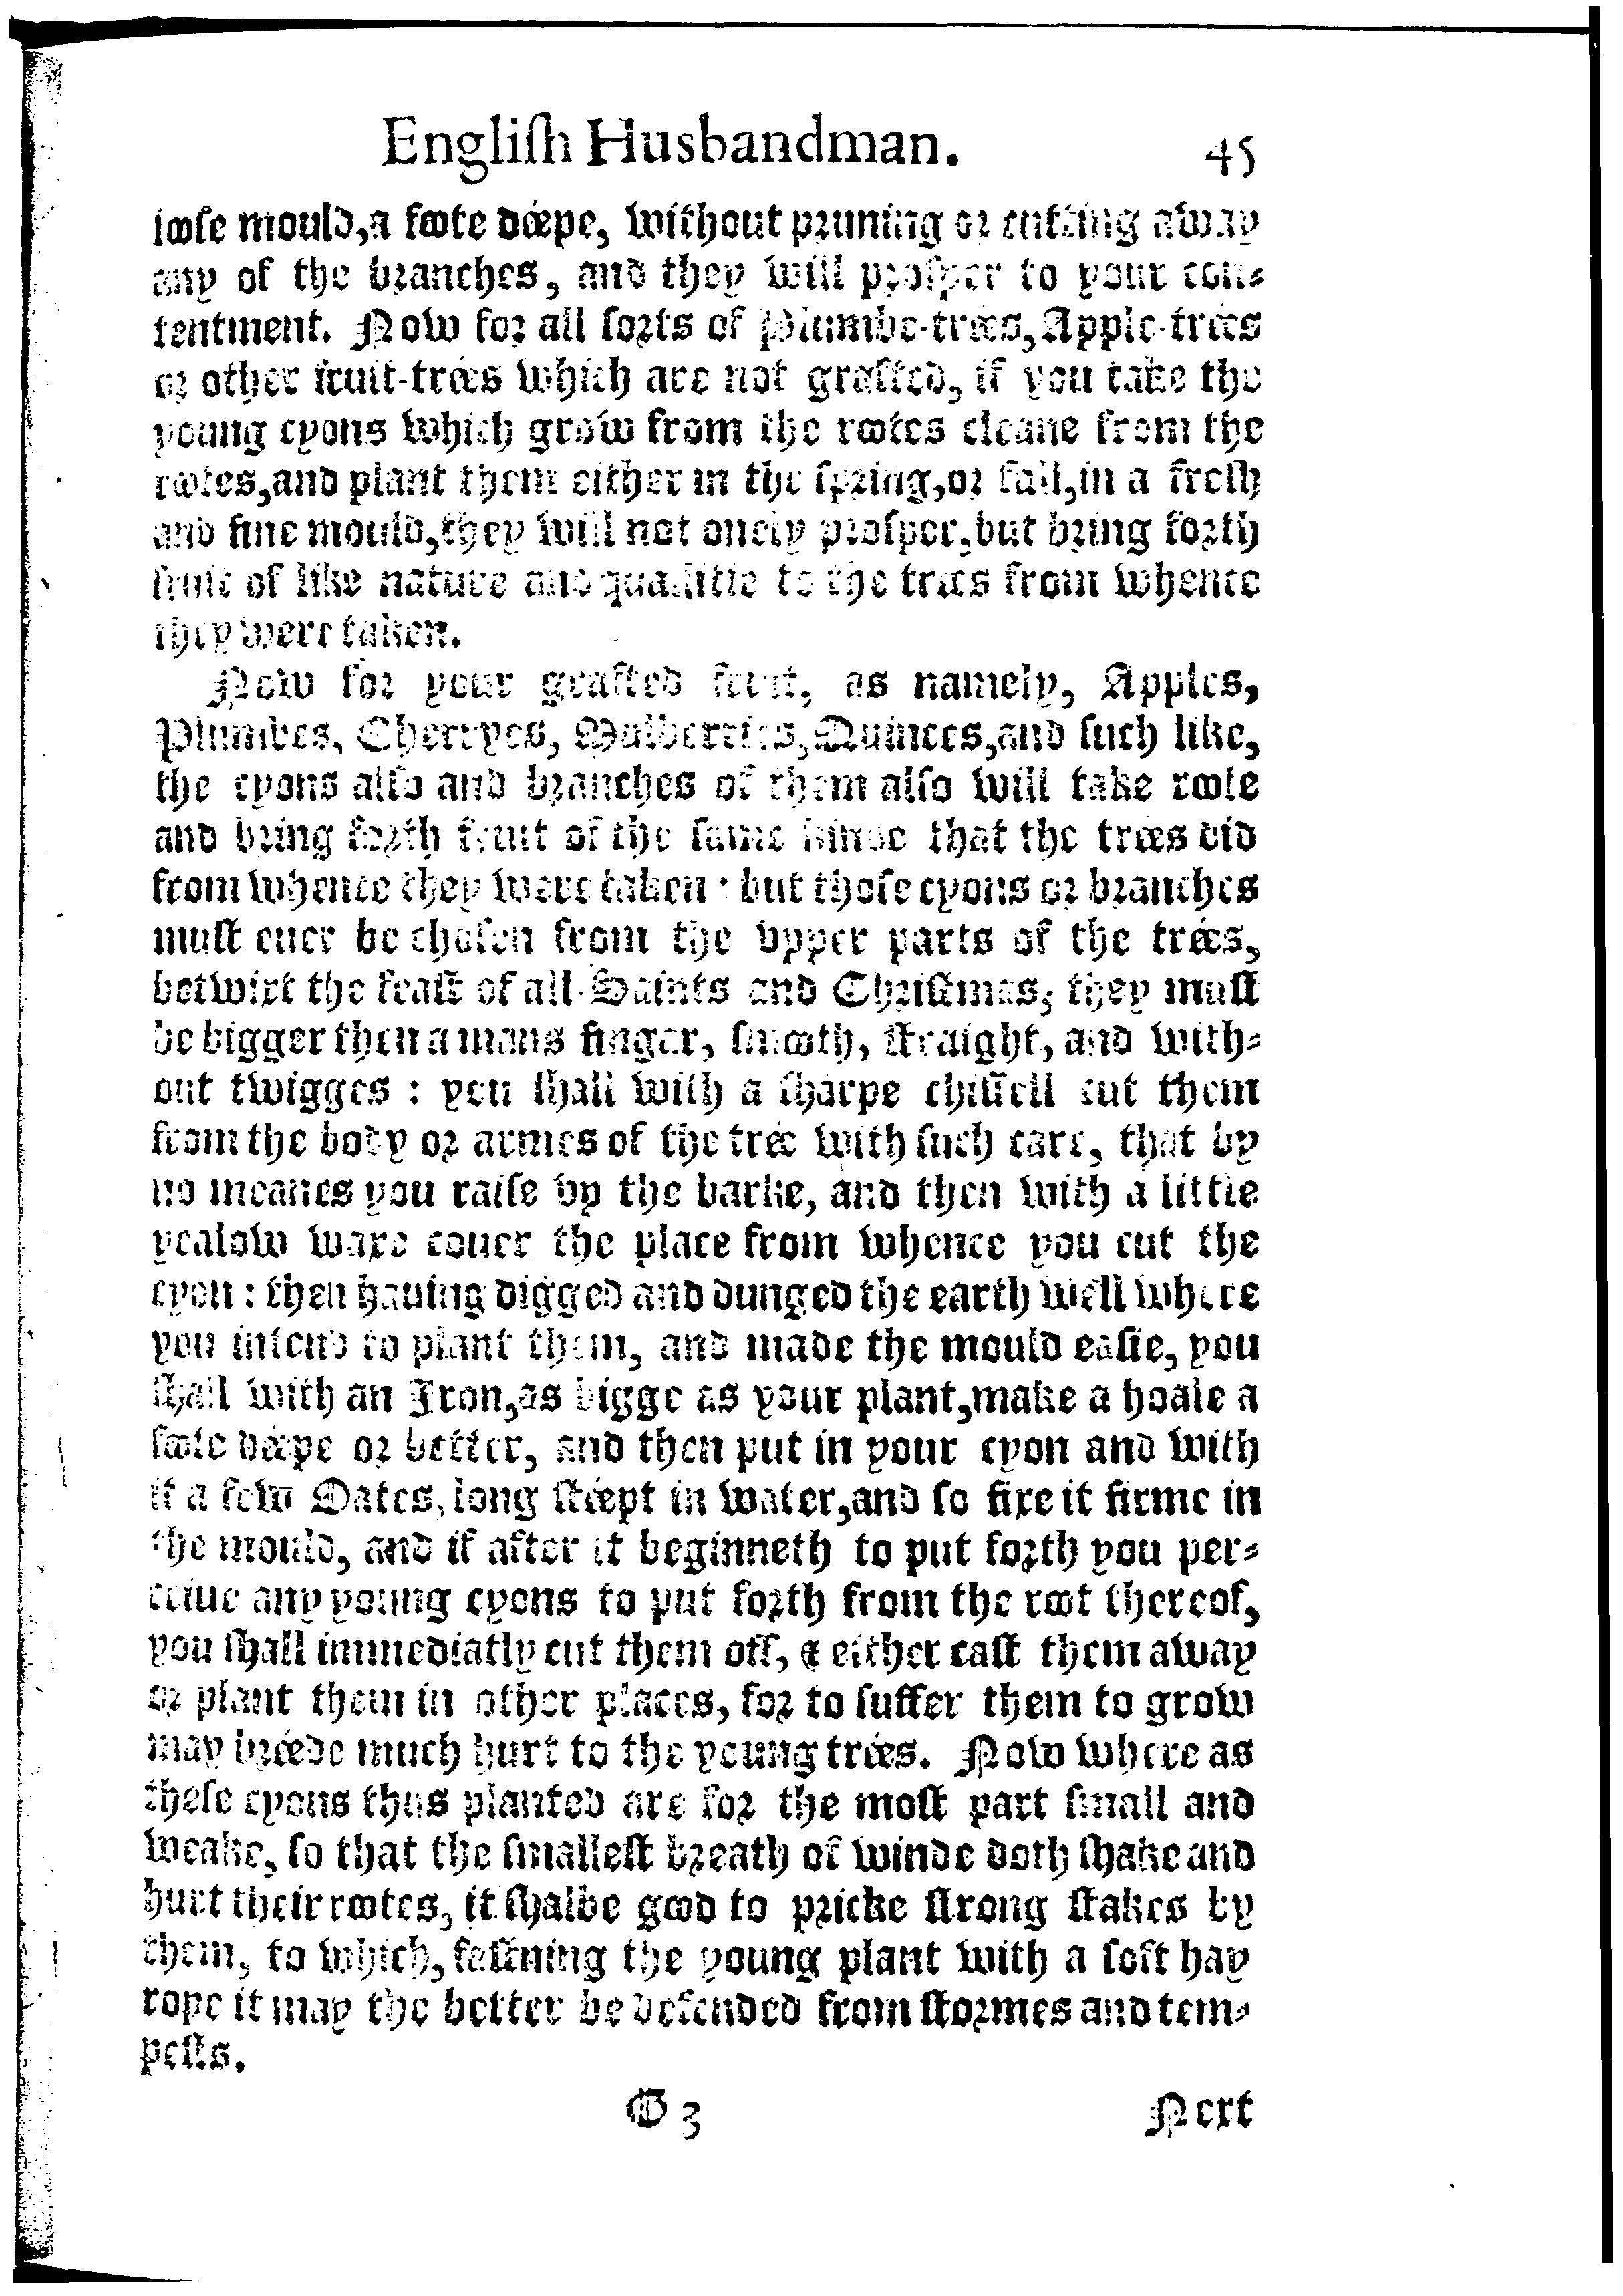 Engliſh Husbandman. 45
looſe mould, a foote deepe, without pruning or cutting away
any of the branches, and they will proſper to your con-
tentment. Now for all ſorts of Plumbe-trees, Apple-trees
or other fruit-trees which are not grafted, if you take the
young cyons which grow from the rootes cleane from the
rootes, and plant them either in the ſpring, or fall, in a freſh
and fine mould, they will not onely proſper, but bring forth
fruit of like nature and quallitie to the trees from whence
they were taken.
Now for your grafted fruit, as namely, Apples,
Plumbes, Cherryes, Mulberries, Quinces, and ſuch like,
the cyons alſo and branches of them alſo will take roote
and bring forth fruit of the ſame kinde that the trees did
from whence they were taken: but thoſe cyons or branches
muſt euer be choſen from the vpper parts of the trees,
betwixt the feaſt of all-Saints and Chriſtmas; they muſt
be bigger then a mans finger, ſmooth, ſtraight, and with-
out twigges: you ſhall with a ſharpe chiſſell cut them
from the body or armes of the tree with ſuch care, that by
no meanes you raiſe vp the barke, and then with a little
yealow waxe couer the place from whence you cut the
cyon: then hauing digged and dunged the earth well where
you intend to plant them, and made the mould eaſie, you
ſhall with an Iron, as bigge as your plant, make a hoale a
foote deepe or better, and then put in your cyon and with
it a few Oates, long ſteept in water, and ſo fixe it firme in
the mould, and if after it beginneth to put forth you per-
ceiue any young cyons to put forth from the root thereof,
you ſhall immediatly cut them off, & either caſt them away
or plant them in other places, for to ſuffer them to grow
may breede much hurt to the young trees. Now where as
theſe cyons thus planted are for the moſt part ſmall and
weake, ſo that the ſmalleſt breath of winde doth ſhake and
hurt their rootes, it ſhalbe good to pricke ſtrong ſtakes by
them, to which, faſtning the young plant with a ſoft hay
rope it may the better be defended from ſtormes and tem-
peſts.
G 3 Next